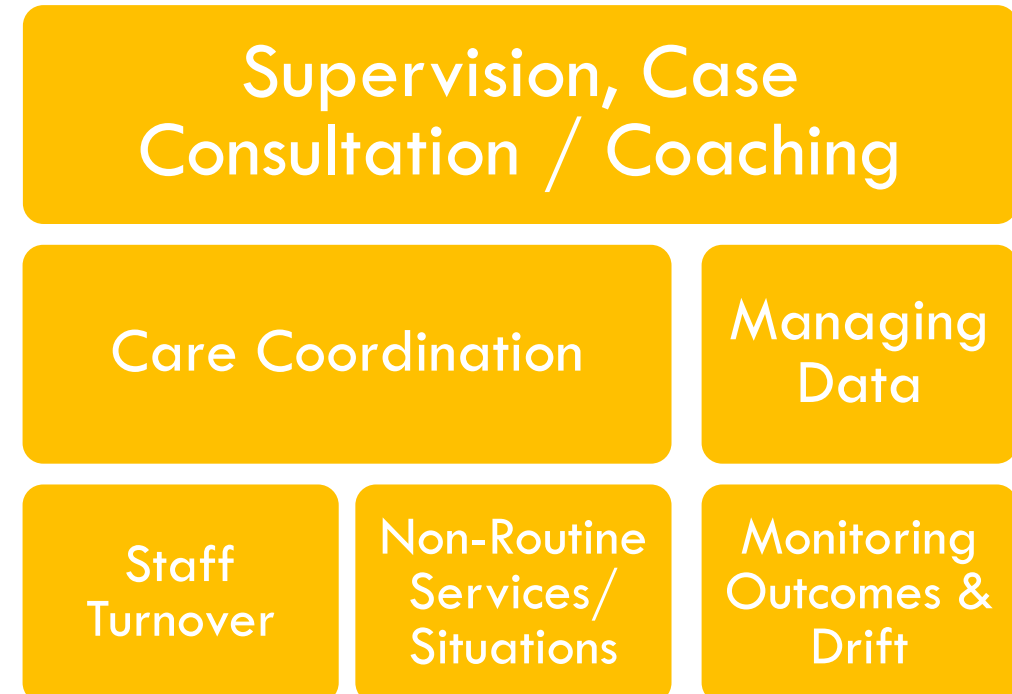 Supervision, Case
Consultation / Coaching
Care Coordination
Managing
Data
Staff
Turnover
Non-Routine
Services/
Situations
Monitoring
Outcomes &
Drift